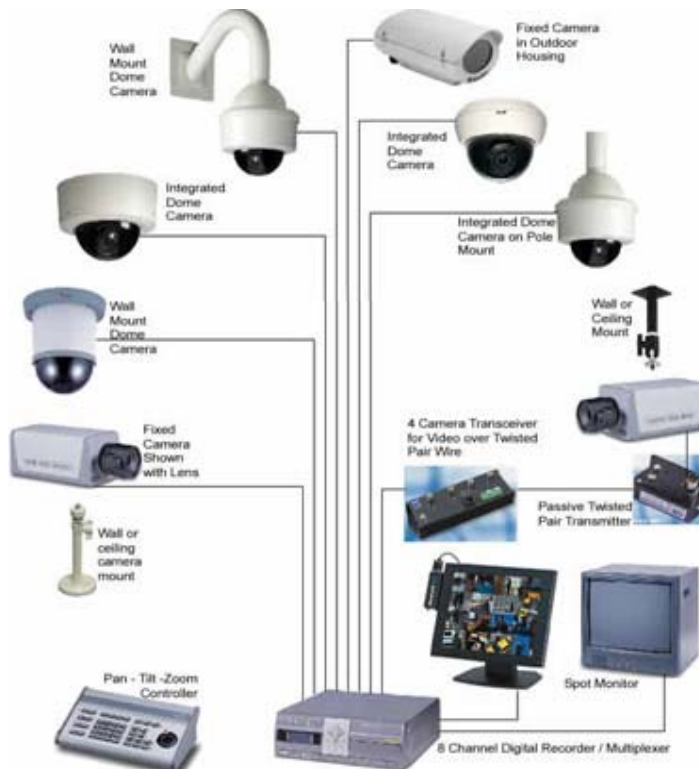 Wall
Mount
Dome
Camera
Fixed Camera
in Outdoor
Housing
Integrated
Dome
Camera
Integrated
Dome
Camera
Integrated Dome
Camera on Pole
Mount
Wall
Mount
Dome
Camera
Wall or
Ceiling
Mount
Fixed
Camera
Shown
with Lens
4 Camera Transceiver
for Video over Twisted
Pair Wire
Passive Twisted
Pair Transmitter
Wall or
ceiling
camera
mount
Pan - Tilt -Zoom
Controller
Spot Monitor
8 Channel Digital Recorder / Multiplexer